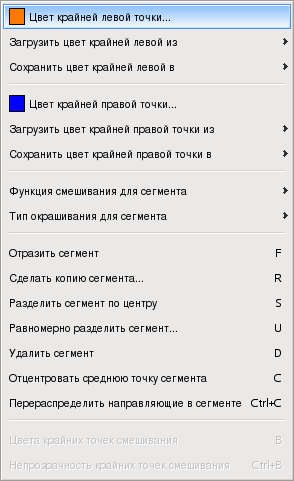 Цвет крайней левой точки...
Загрузить цвет крайней левой из
Сохранить цвет крайней левой в
Цвет крайней правой точки...
Загрузить цвет крайней правой точки из
Сохранить цвет крайней правой точки в
Функция смешивания для сегмента
Тип окрашивания для сегмента
Отразить сегмент F
Сделать копию сегмента... R
Разделить сегмент по центру S
Равномерно разделить сегмент... U
Удалить сегмент D
Отцентровать среднюю точку сегмента C
Перераспределить направляющие в сегменте Ctrl+C
Цвета крайних точек смешивания B
Непрозрачность крайних точек смешивания Ctrl+B